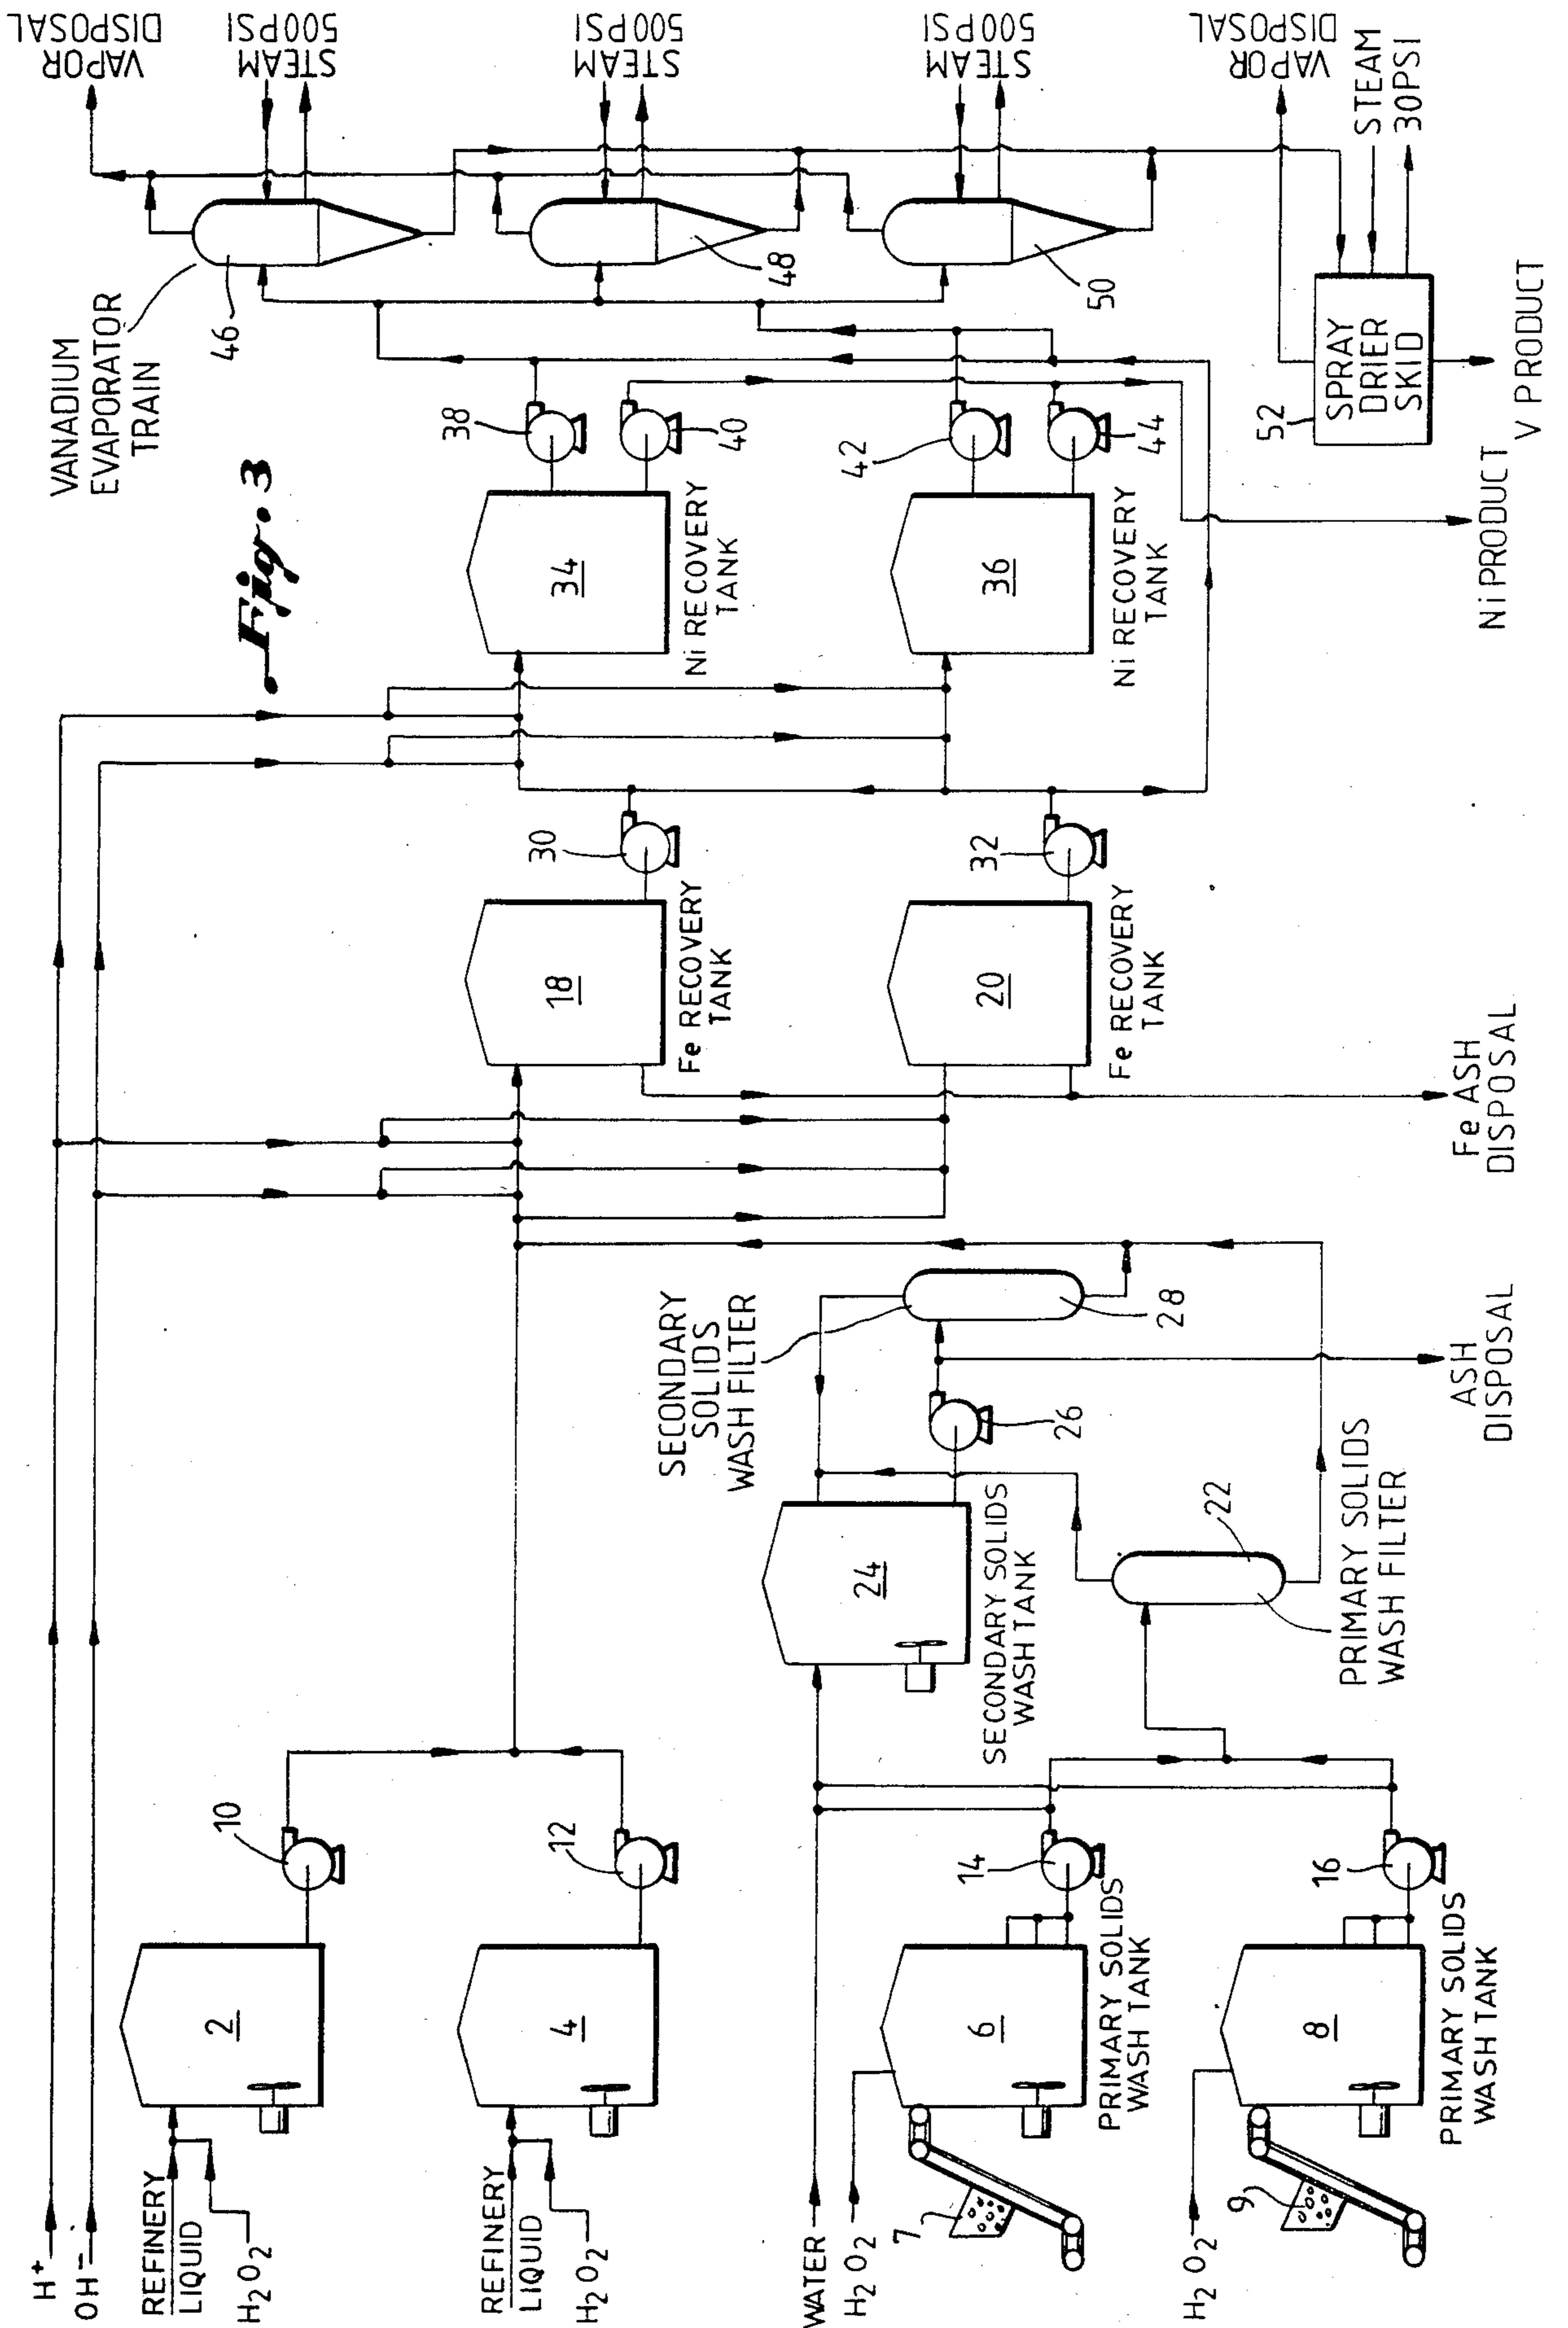 Fig. 3
H+
OH−
REFINERY
LIQUID
H2O2
2
10
REFINERY
LIQUID
H2O2
4
12
WATER
H2O2
7
6
PRIMARY SOLIDS
WASH TANK
14
H2O2
9
8
PRIMARY SOLIDS
WASH TANK
16
24
SECONDARY SOLIDS
WASH TANK
26
SECONDARY
SOLIDS
WASH FILTER
28
22
PRIMARY SOLIDS
WASH FILTER
ASH
DISPOSAL
18
Fe RECOVERY
TANK
30
20
Fe RECOVERY
TANK
32
Fe ASH
DISPOSAL
34
Ni RECOVERY
TANK
38
40
36
Ni RECOVERY
TANK
42
44
Ni PRODUCT
VANADIUM
EVAPORATOR
TRAIN
46
48
50
VAPOR
DISPOSAL
STEAM
500PSI
STEAM
500PSI
STEAM
500PSI
VAPOR
DISPOSAL
STEAM
30PSI
52
SPRAY
DRIER
SKID
V PRODUCT